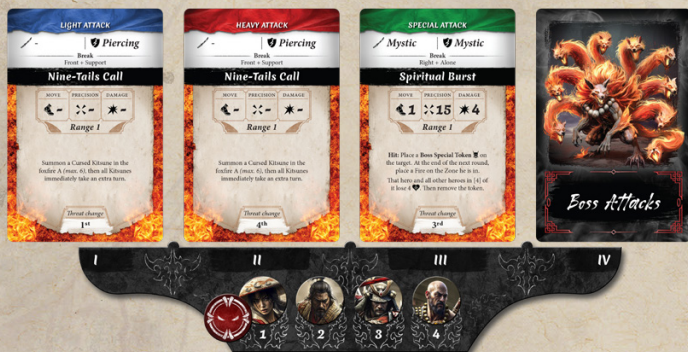 LIGHT ATTACK
- Piercing
Break
Front + Support
Nine-Tails Call
MOVE PRECISION DAMAGE
- - -
Range 1
Summon a Cursed Kitsune in the
foxfire A (max. 6), then all Kitsunes
immediately take an extra turn.
Threat change
1st
HEAVY ATTACK
- Piercing
Break
Front + Support
Nine-Tails Call
MOVE PRECISION DAMAGE
- - -
Range 1
Summon a Cursed Kitsune in the
foxfire A (max. 6), then all Kitsunes
immediately take an extra turn.
Threat change
4th
SPECIAL ATTACK
Mystic Mystic
Break
Right + Alone
Spiritual Burst
MOVE PRECISION DAMAGE
1 15 4
Range 1
Hit: Place a Boss Special Token on
the target. At the end of the next round,
place a Fire on the Zone he is in.
That hero and all other heroes in [4] of
it lose 4. Then remove the token.
Threat change
3rd
Boss Attacks
I II III IV
1 2 3 4